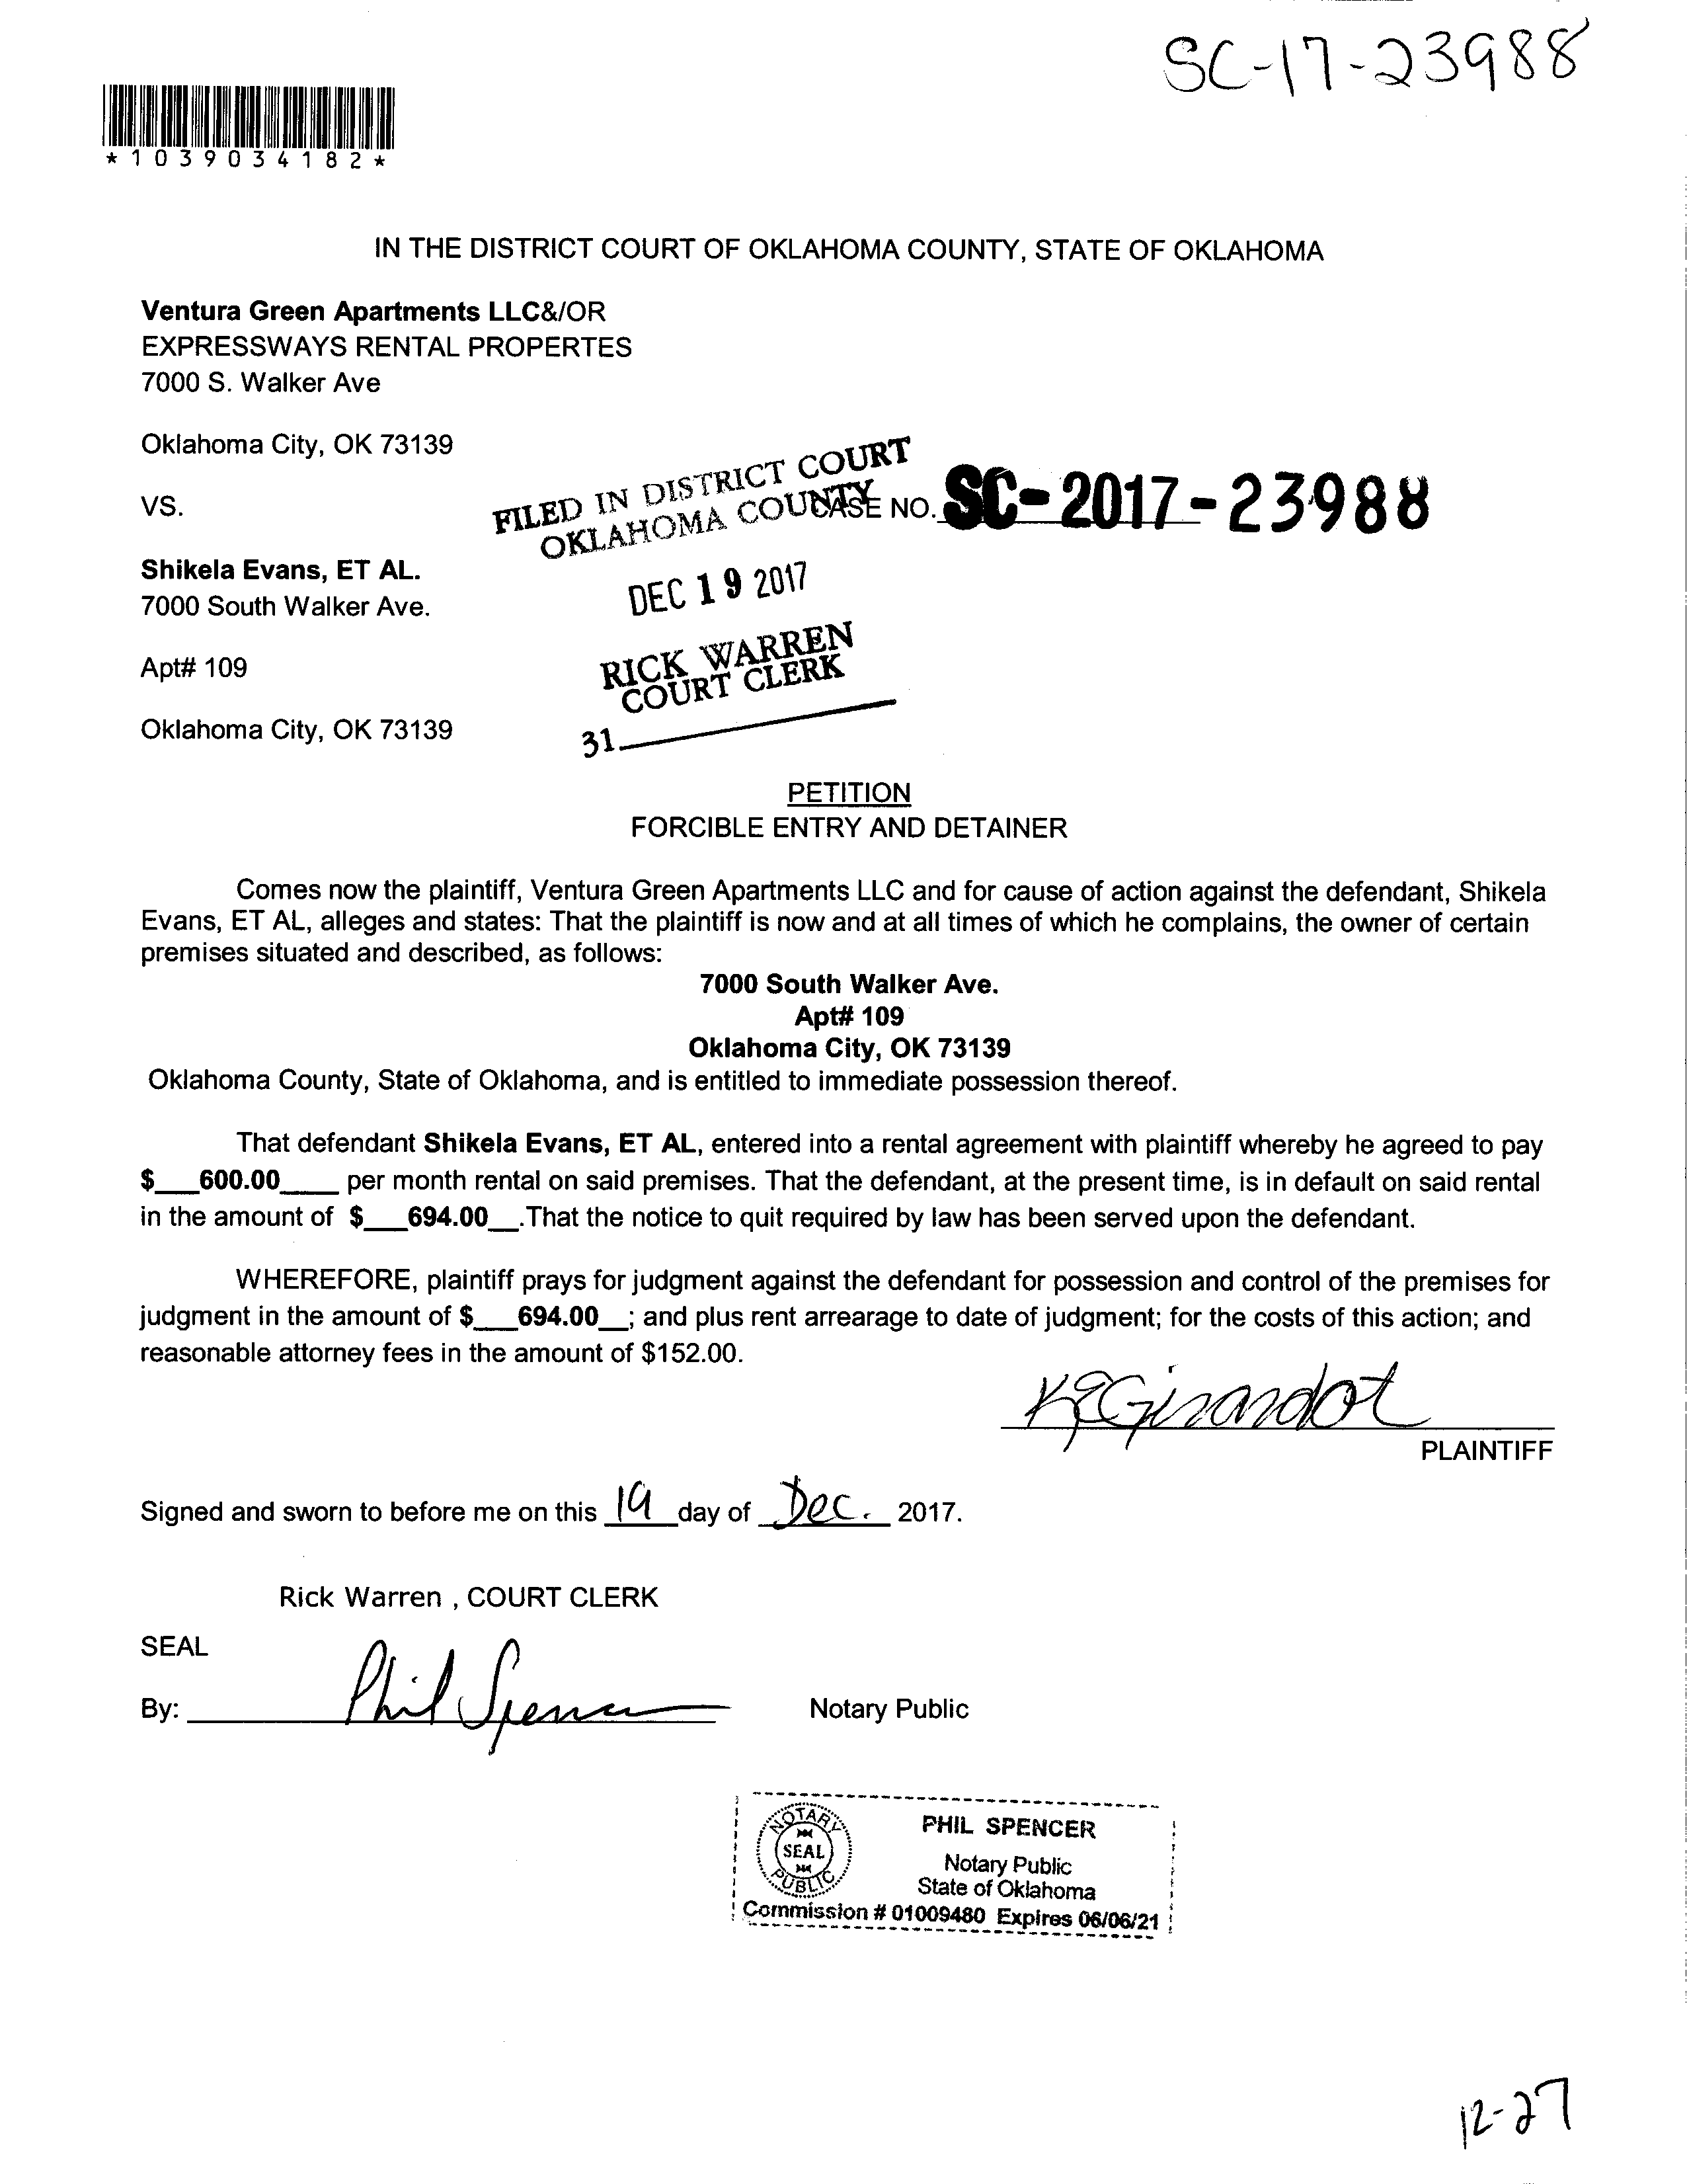 SC-17-23988
*1039034182*
IN THE DISTRICT COURT OF OKLAHOMA COUNTY, STATE OF OKLAHOMA
Ventura Green Apartments LLC&/OR
EXPRESSWAYS RENTAL PROPERTES
7000 S. Walker Ave
Oklahoma City, OK 73139
VS.
FILED IN DISTRICT COURT
OKLAHOMA COUNTY
CASE NO. SC-2017-23988
DEC 19 2017
RICK WARREN
COURT CLERK
31
Shikela Evans, ET AL.
7000 South Walker Ave.
Apt# 109
Oklahoma City, OK 73139
PETITION
FORCIBLE ENTRY AND DETAINER
Comes now the plaintiff, Ventura Green Apartments LLC and for cause of action against the defendant, Shikela
Evans, ET AL, alleges and states: That the plaintiff is now and at all times of which he complains, the owner of certain
premises situated and described, as follows:
7000 South Walker Ave.
Apt# 109
Oklahoma City, OK 73139
Oklahoma County, State of Oklahoma, and is entitled to immediate possession thereof.
That defendant Shikela Evans, ET AL, entered into a rental agreement with plaintiff whereby he agreed to pay
$___600.00____ per month rental on said premises. That the defendant, at the present time, is in default on said rental
in the amount of $___694.00__.That the notice to quit required by law has been served upon the defendant.
WHEREFORE, plaintiff prays for judgment against the defendant for possession and control of the premises for
judgment in the amount of $___694.00__; and plus rent arrearage to date of judgment; for the costs of this action; and
reasonable attorney fees in the amount of $152.00.
KEGirardot
PLAINTIFF
Signed and sworn to before me on this 19 day of Dec. 2017.
Rick Warren , COURT CLERK
SEAL
By: Phil Spencer Notary Public
NOTARY PUBLIC
SEAL
PHIL SPENCER
Notary Public
State of Oklahoma
Commission # 01009480 Expires 06/06/21
12-27